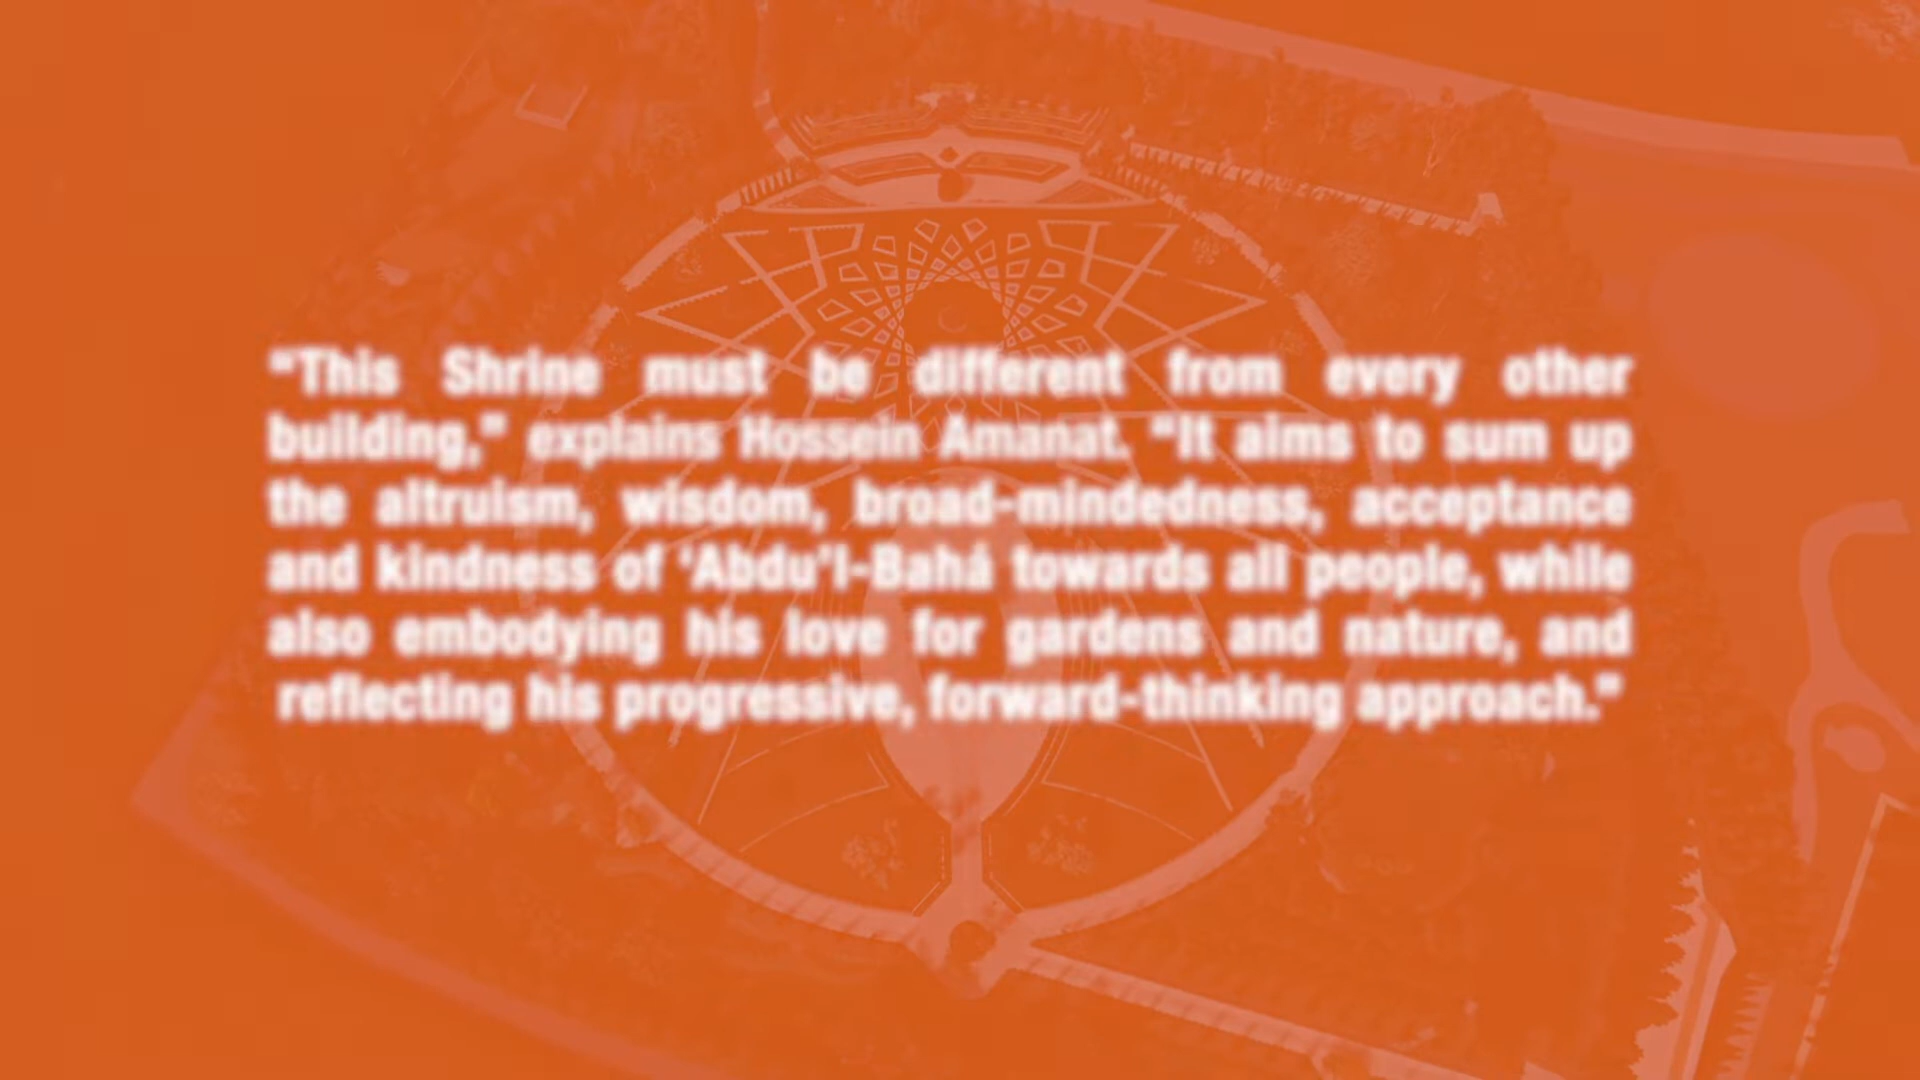 “This Shrine must be different from every other
building,” explains Hossein Amanat. “It aims to sum up
the altruism, wisdom, broad-mindedness, acceptance
and kindness of ‘Abdu’l-Bahá towards all people, while
also embodying his love for gardens and nature, and
reflecting his progressive, forward-thinking approach.”